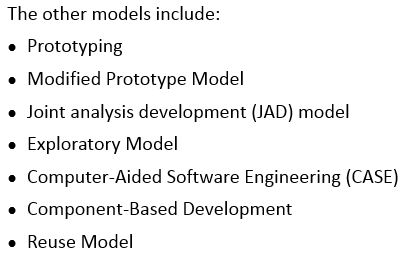 The other models include:
• Prototyping
• Modified Prototype Model
• Joint analysis development (JAD) model
• Exploratory Model
• Computer-Aided Software Engineering (CASE)
• Component-Based Development
• Reuse Model